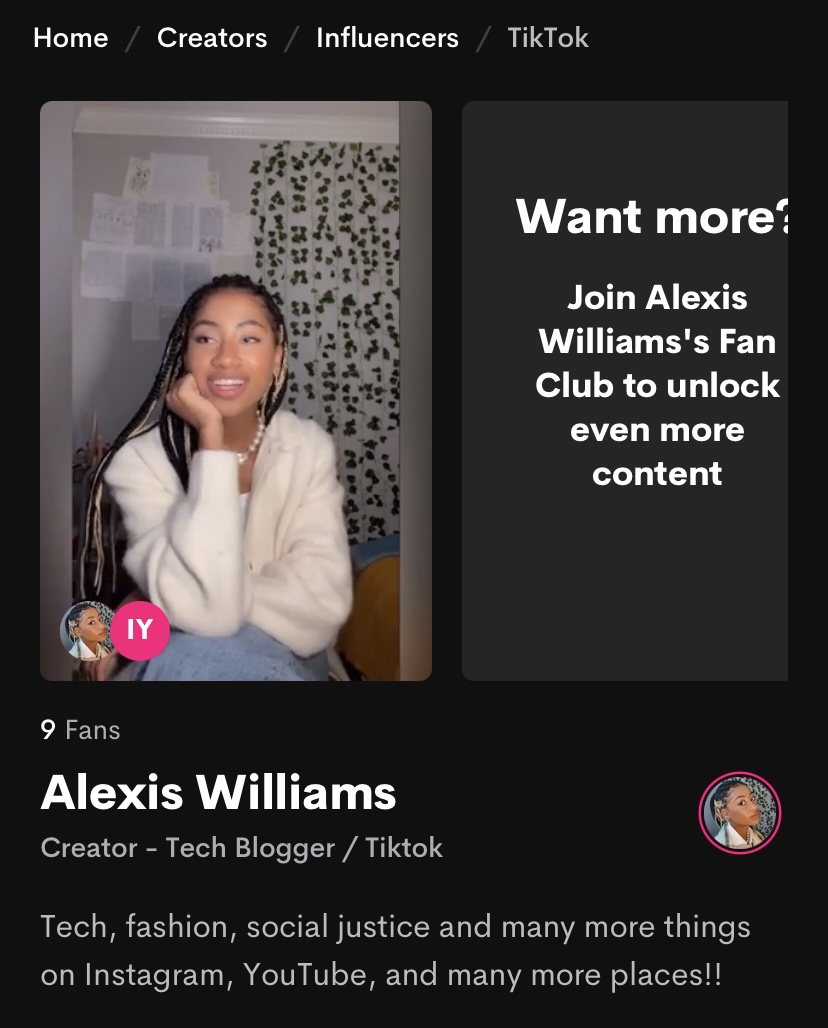 Home / Creators / Influencers / TikTok
Want more?
Join Alexis
Williams's Fan
Club to unlock
even more
content
IY
9 Fans
Alexis Williams
Creator - Tech Blogger / Tiktok
Tech, fashion, social justice and many more things
on Instagram, YouTube, and many more places!!